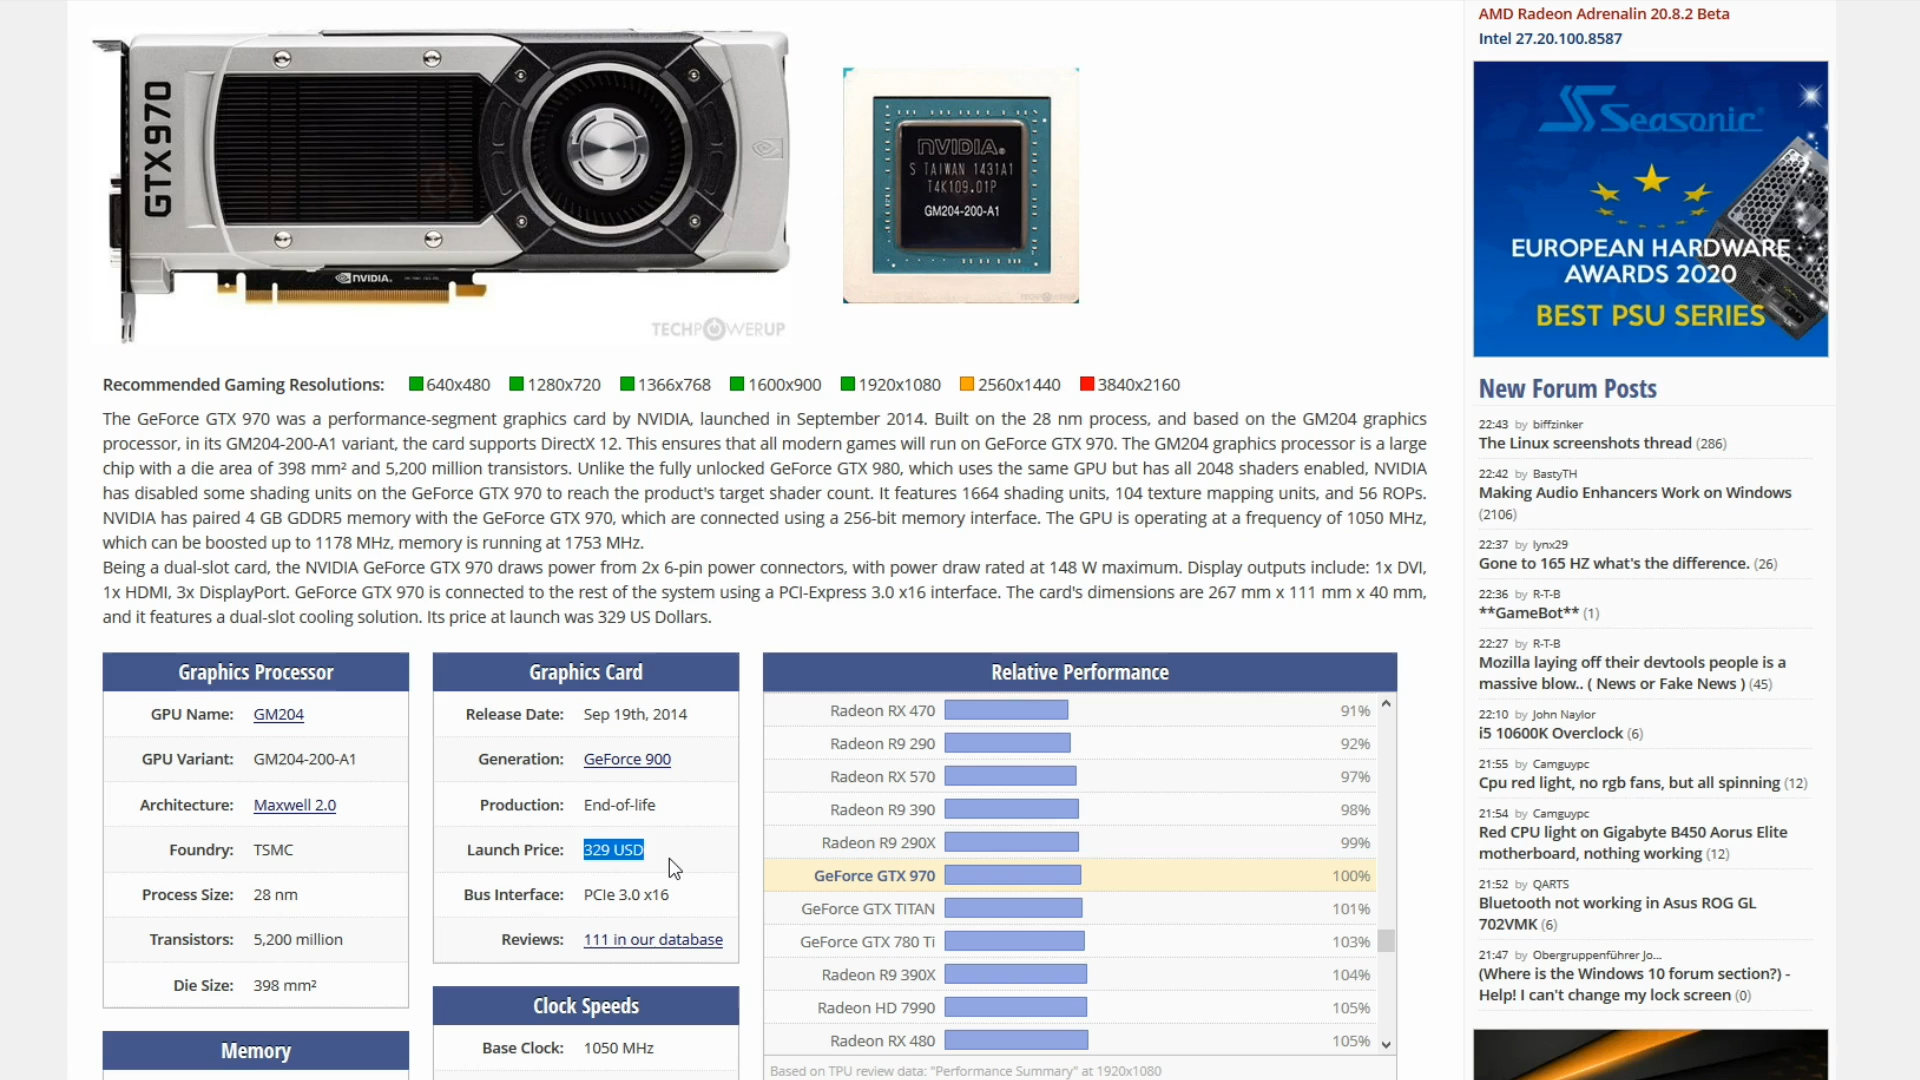 GTX970
NVIDIA.
TECHPOWERUP
NVIDIA.
S TAIWAN 1431A1
T4K109.01P
GM204-200-A1
Recommended Gaming Resolutions: 640x480 1280x720 1366x768 1600x900 1920x1080 2560x1440 3840x2160
The GeForce GTX 970 was a performance-segment graphics card by NVIDIA, launched in September 2014. Built on the 28 nm process, and based on the GM204 graphics
processor, in its GM204-200-A1 variant, the card supports DirectX 12. This ensures that all modern games will run on GeForce GTX 970. The GM204 graphics processor is a large
chip with a die area of 398 mm² and 5,200 million transistors. Unlike the fully unlocked GeForce GTX 980, which uses the same GPU but has all 2048 shaders enabled, NVIDIA
has disabled some shading units on the GeForce GTX 970 to reach the product's target shader count. It features 1664 shading units, 104 texture mapping units, and 56 ROPs.
NVIDIA has paired 4 GB GDDR5 memory with the GeForce GTX 970, which are connected using a 256-bit memory interface. The GPU is operating at a frequency of 1050 MHz,
which can be boosted up to 1178 MHz, memory is running at 1753 MHz.
Being a dual-slot card, the NVIDIA GeForce GTX 970 draws power from 2x 6-pin power connectors, with power draw rated at 148 W maximum. Display outputs include: 1x DVI,
1x HDMI, 3x DisplayPort. GeForce GTX 970 is connected to the rest of the system using a PCI-Express 3.0 x16 interface. The card's dimensions are 267 mm x 111 mm x 40 mm,
and it features a dual-slot cooling solution. Its price at launch was 329 US Dollars.
Graphics Processor
GPU Name: GM204
GPU Variant: GM204-200-A1
Architecture: Maxwell 2.0
Foundry: TSMC
Process Size: 28 nm
Transistors: 5,200 million
Die Size: 398 mm²
Memory
Graphics Card
Release Date: Sep 19th, 2014
Generation: GeForce 900
Production: End-of-life
Launch Price: 329 USD
Bus Interface: PCIe 3.0 x16
Reviews: 111 in our database
Clock Speeds
Base Clock: 1050 MHz
Relative Performance
Radeon RX 470 91%
Radeon R9 290 92%
Radeon RX 570 97%
Radeon R9 390 98%
Radeon R9 290X 99%
GeForce GTX 970 100%
GeForce GTX TITAN 101%
GeForce GTX 780 Ti 103%
Radeon R9 390X 104%
Radeon HD 7990 105%
Radeon RX 480 105%
Based on TPU review data: "Performance Summary" at 1920x1080
AMD Radeon Adrenalin 20.8.2 Beta
Intel 27.20.100.8587
Seasonic
EUROPEAN HARDWARE
AWARDS 2020
BEST PSU SERIES
New Forum Posts
22:43 by biffzinker
The Linux screenshots thread (286)
22:42 by BastyTH
Making Audio Enhancers Work on Windows
(2106)
22:37 by lynx29
Gone to 165 HZ what's the difference. (26)
22:36 by R-T-B
**GameBot** (1)
22:27 by R-T-B
Mozilla laying off their devtools people is a
massive blow.. ( News or Fake News ) (45)
22:10 by John Naylor
i5 10600K Overclock (6)
21:55 by Camguypc
Cpu red light, no rgb fans, but all spinning (12)
21:54 by Camguypc
Red CPU light on Gigabyte B450 Aorus Elite
motherboard, nothing working (12)
21:52 by QARTS
Bluetooth not working in Asus ROG GL
702VMK (6)
21:47 by Obergruppenführer Jo...
(Where is the Windows 10 forum section?) -
Help! I can't change my lock screen (0)